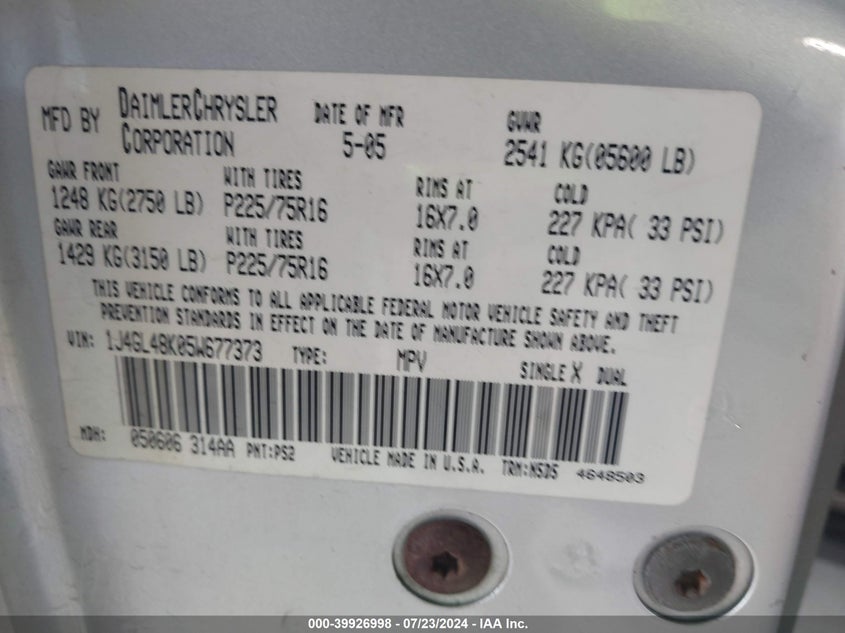 MFD BY DAIMLERCHRYSLER CORPORATION DATE OF MFR 5-05 GVWR 2541 KG(05600 LB)
GAWR FRONT WITH TIRES RIMS AT COLD
1248 KG(2750 LB) P225/75R16 16X7.0 227 KPA( 33 PSI)
GAWR REAR WITH TIRES RIMS AT COLD
1429 KG(3150 LB) P225/75R16 16X7.0 227 KPA( 33 PSI)
THIS VEHICLE CONFORMS TO ALL APPLICABLE FEDERAL MOTOR VEHICLE SAFETY AND THEFT
PREVENTION STANDARDS IN EFFECT ON THE DATE OF MANUFACTURE SHOWN ABOVE.
VIN: 1J4GL48K05W677373 TYPE: MPV SINGLE X DUAL
MDH: 050606 314AA PNT:PS2 VEHICLE MADE IN U.S.A. TRM:N5D5 4648503
000-39926998 - 07/23/2024 - IAA Inc.